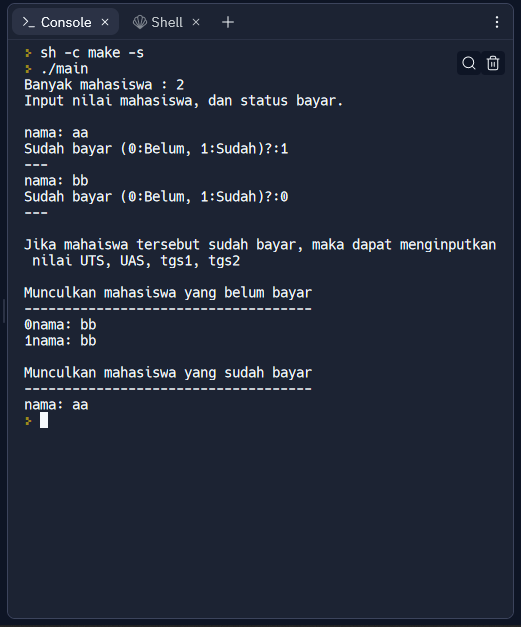 Console × Shell × +
sh -c make -s
./main
Banyak mahasiswa : 2
Input nilai mahasiswa, dan status bayar.
nama: aa
Sudah bayar (0:Belum, 1:Sudah)?:1
---
nama: bb
Sudah bayar (0:Belum, 1:Sudah)?:0
---
Jika mahaiswa tersebut sudah bayar, maka dapat menginputkan
nilai UTS, UAS, tgs1, tgs2
Munculkan mahasiswa yang belum bayar
------------------------------------
0nama: bb
1nama: bb
Munculkan mahasiswa yang sudah bayar
------------------------------------
nama: aa